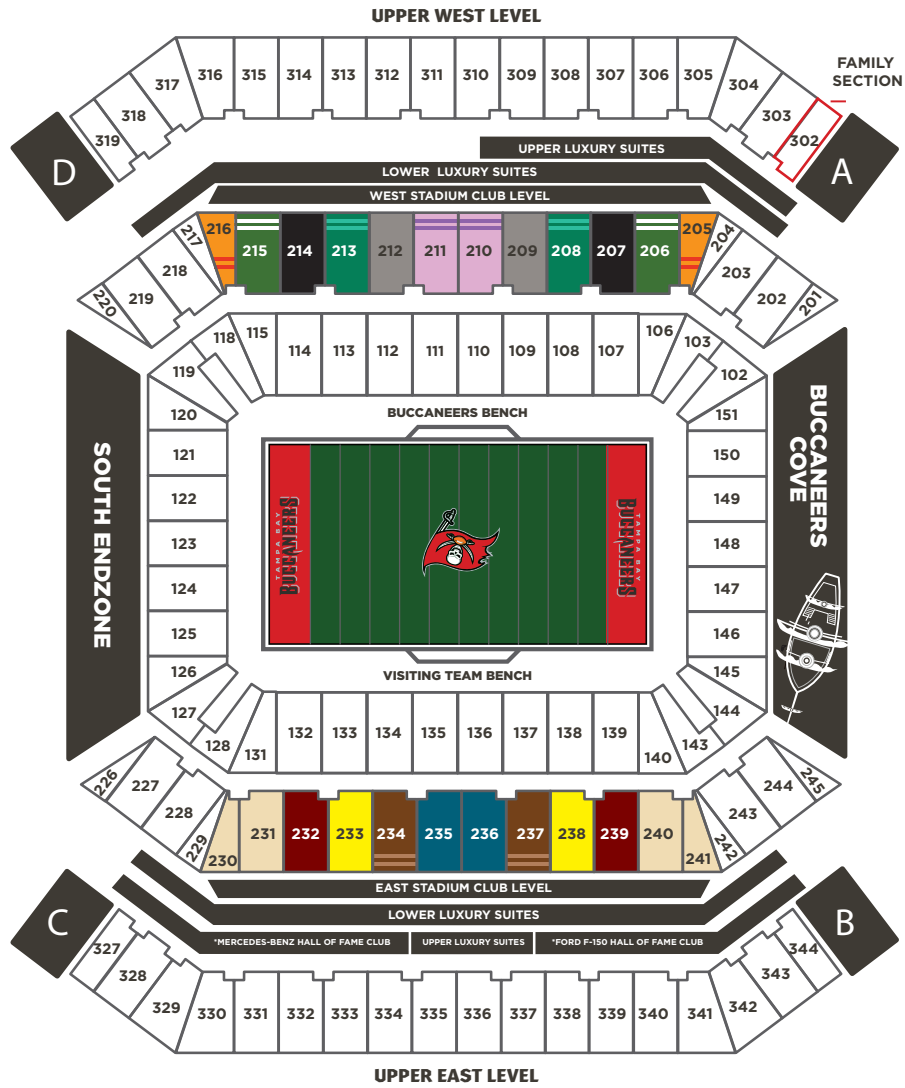 UPPER WEST LEVEL
FAMILY
SECTION
316 315 314 313 312 311 310 309 308 307 306 305
317 304
318 303
319 302
D A
UPPER LUXURY SUITES
LOWER LUXURY SUITES
WEST STADIUM CLUB LEVEL
217 216 215 214 213 212 211 210 209 208 207 206 205 204
218 203
219 202
220 201
118 115 114 113 112 111 110 109 108 107 106 103
119 102
120 151
BUCCANEERS BENCH
121 150
122 149
123 148
124 147
125 146
126 145
127 144
SOUTH ENDZONE
BUCCANEERS
COVE
TAMPA BAY
BUCCANEERS
TAMPA BAY
BUCCANEERS
VISITING TEAM BENCH
128 131 132 133 134 135 136 137 138 139 140 143
226 245
227 244
228 243
229 230 231 232 233 234 235 236 237 238 239 240 241 242
EAST STADIUM CLUB LEVEL
LOWER LUXURY SUITES
*MERCEDES-BENZ HALL OF FAME CLUB
UPPER LUXURY SUITES
*FORD F-150 HALL OF FAME CLUB
C B
327 344
328 343
329 342
330 331 332 333 334 335 336 337 338 339 340 341
UPPER EAST LEVEL